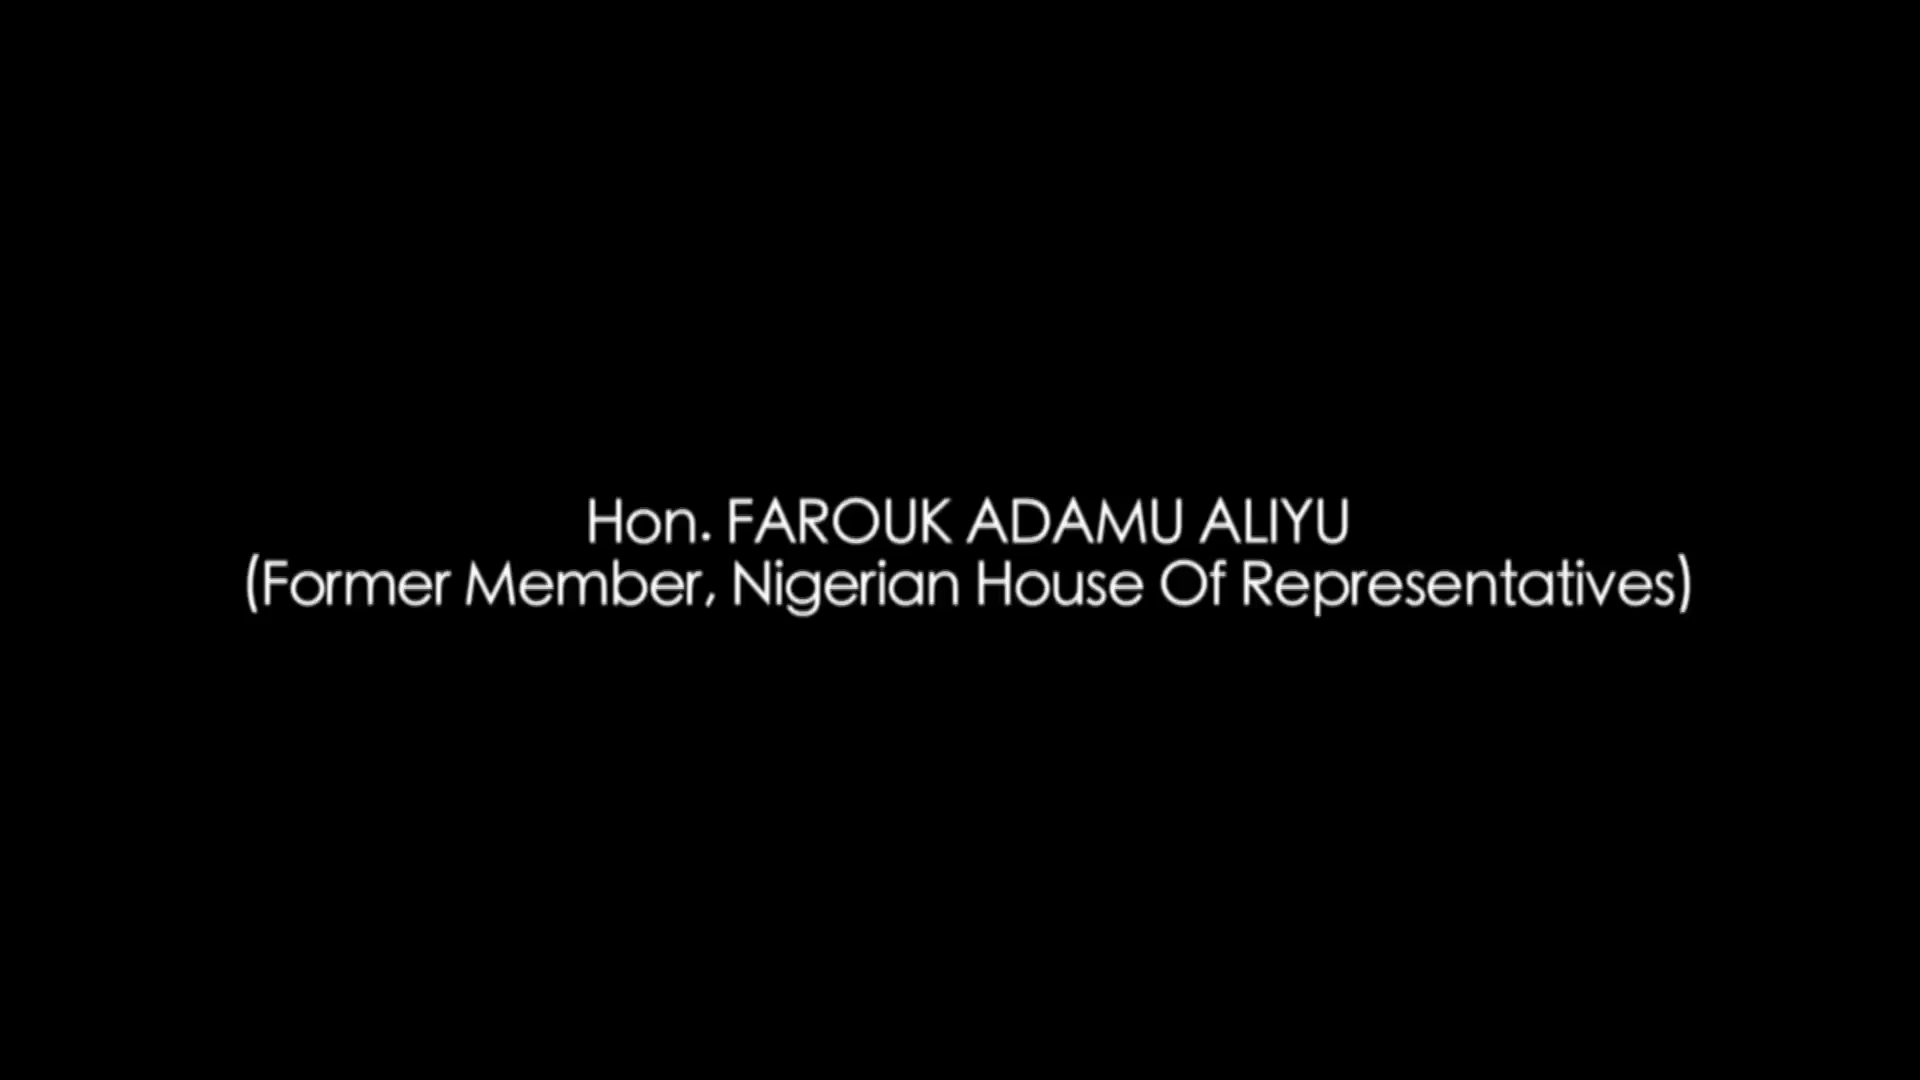 Hon. FAROUK ADAMU ALIYU
(Former Member, Nigerian House Of Representatives)